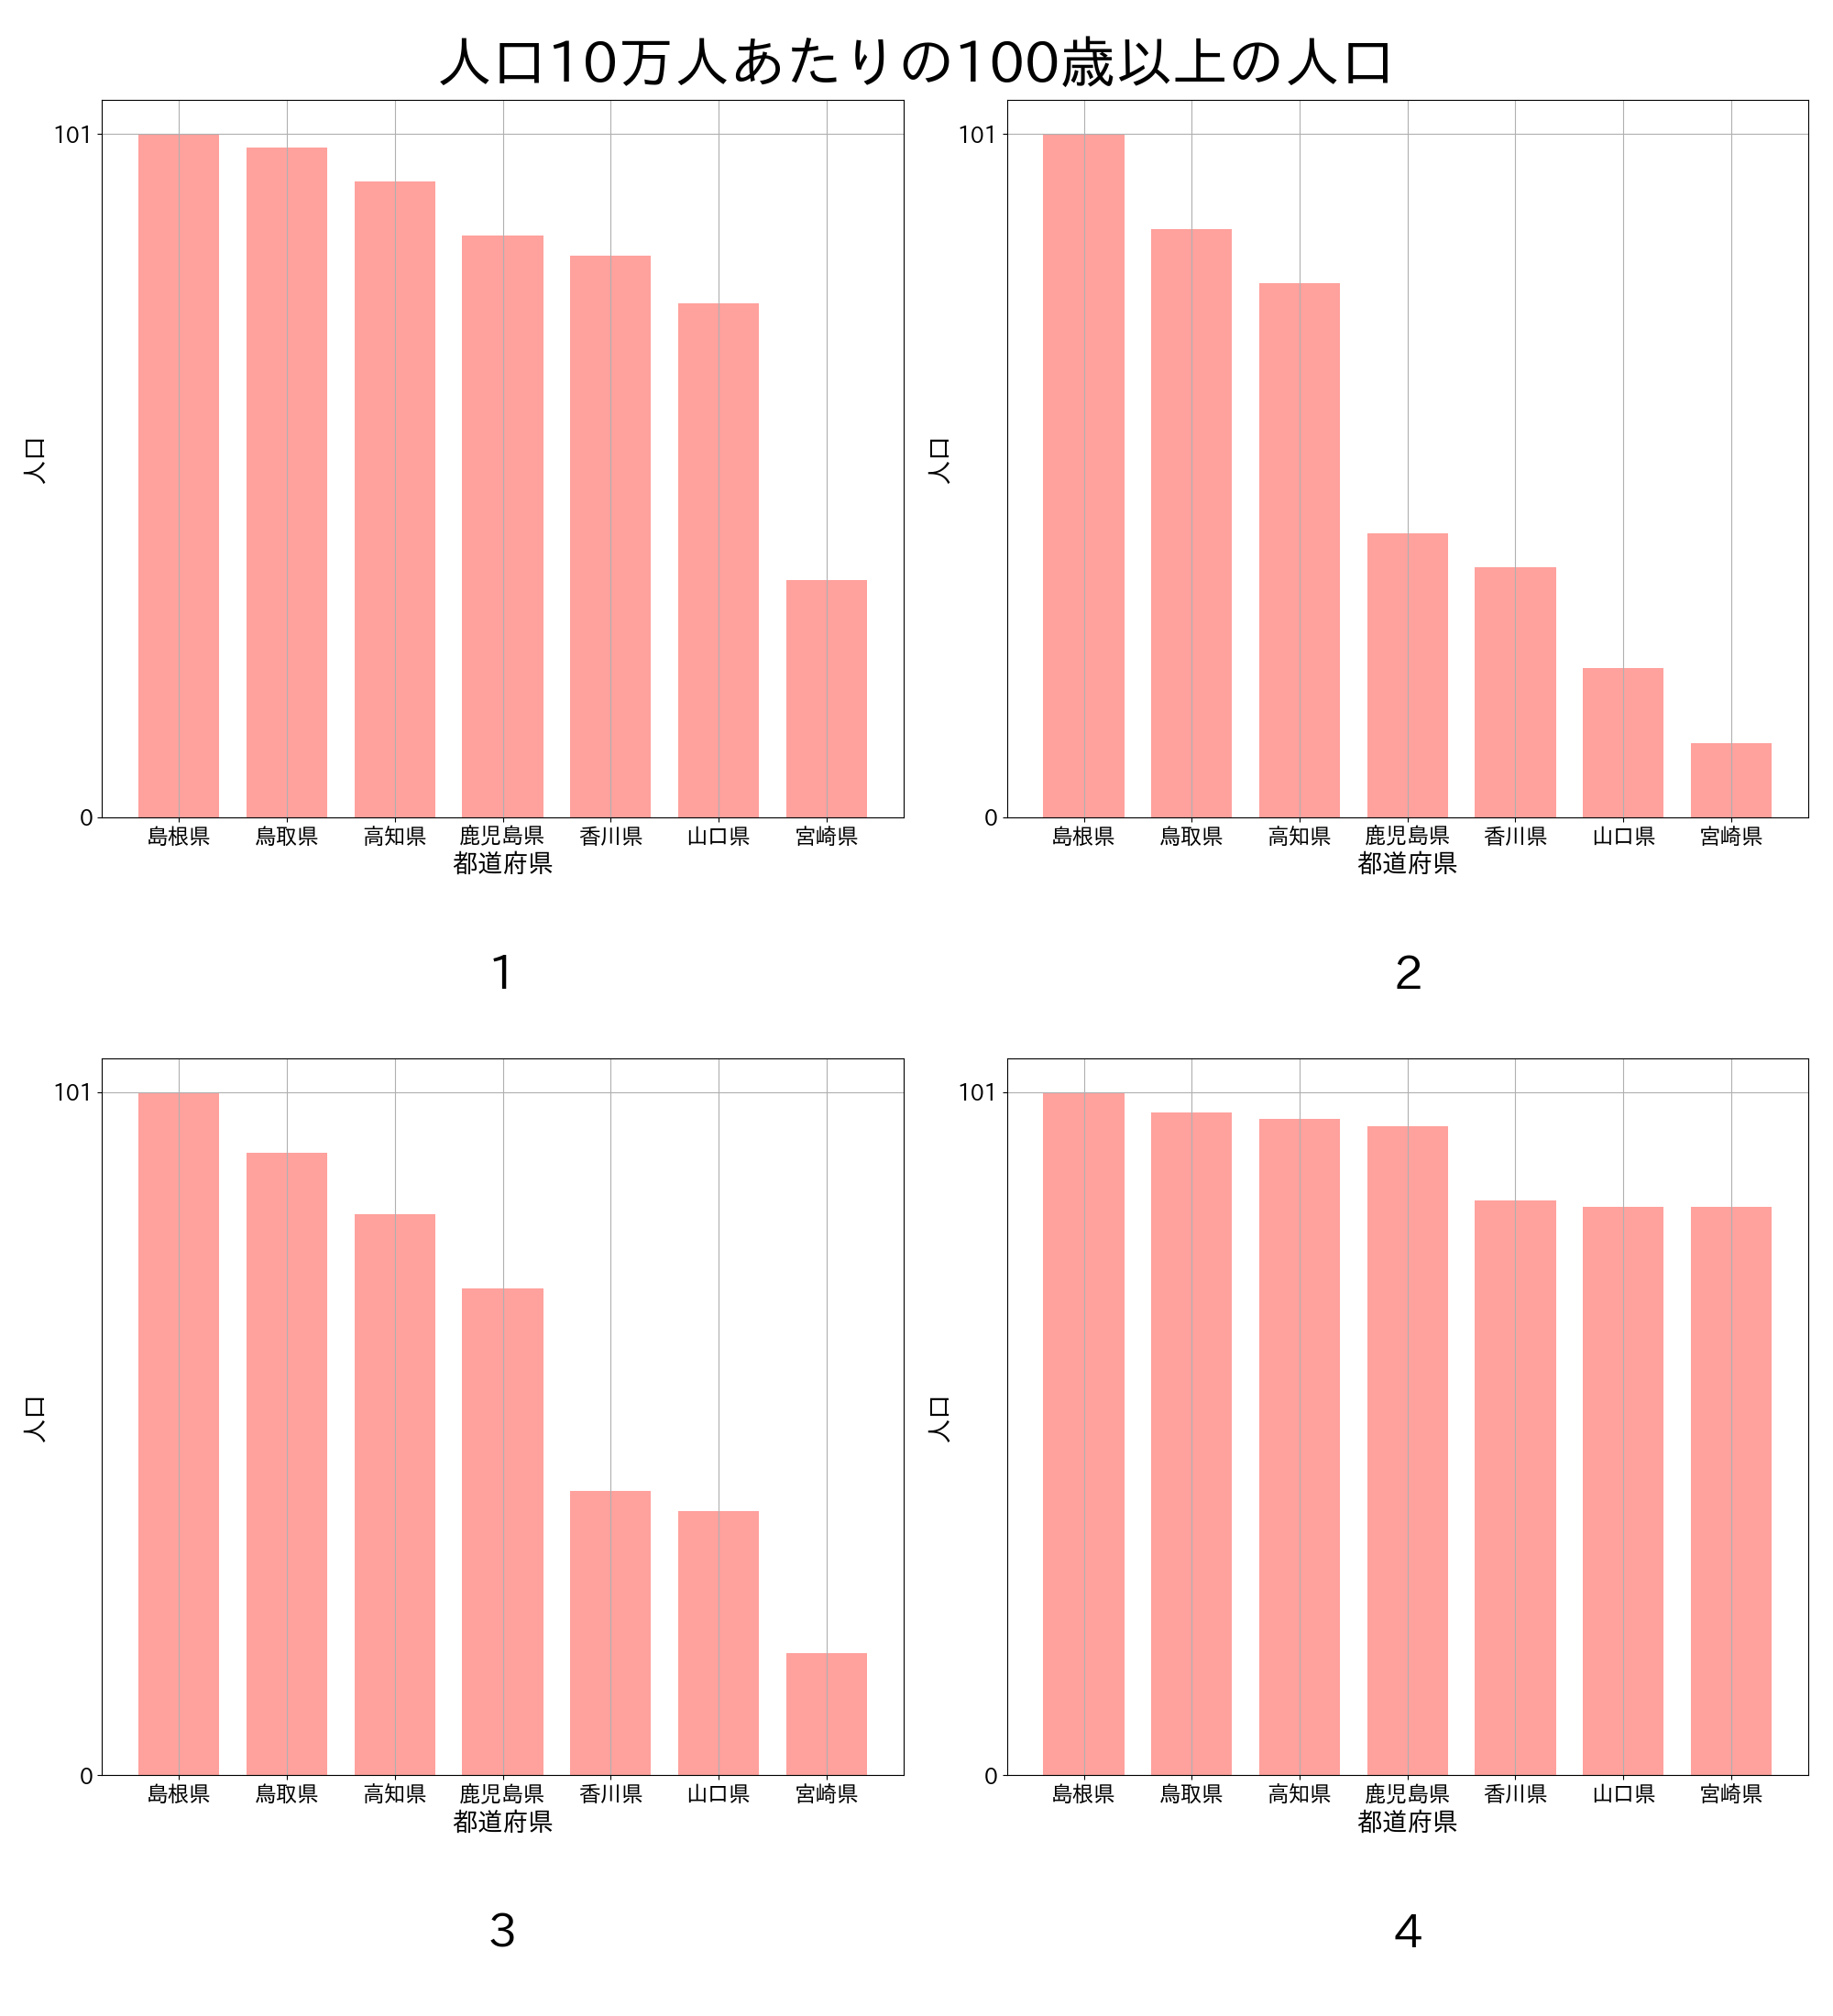 人口10万人あたりの100歳以上の人口
101
0
人口
島根県 鳥取県 高知県 鹿児島県 香川県 山口県 宮崎県
都道府県
1
101
0
人口
島根県 鳥取県 高知県 鹿児島県 香川県 山口県 宮崎県
都道府県
2
101
0
人口
島根県 鳥取県 高知県 鹿児島県 香川県 山口県 宮崎県
都道府県
3
101
0
人口
島根県 鳥取県 高知県 鹿児島県 香川県 山口県 宮崎県
都道府県
4